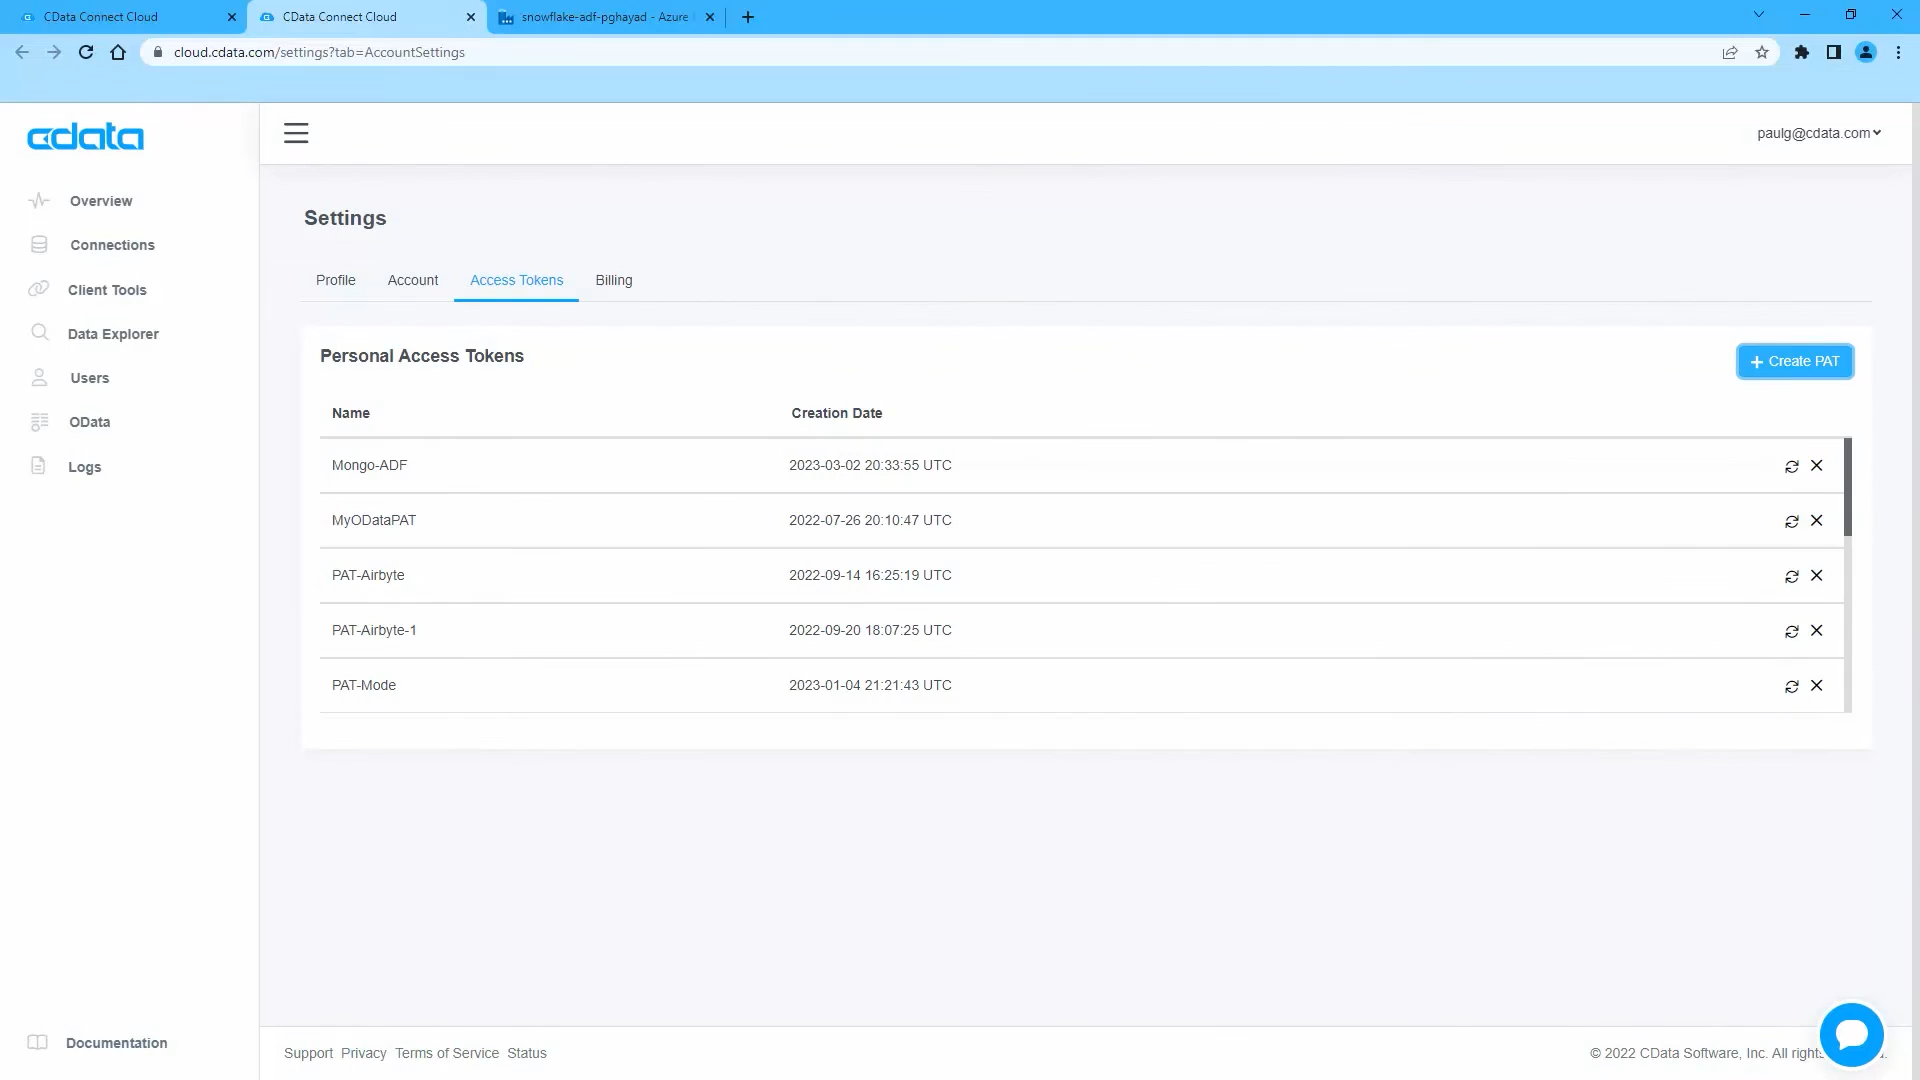 CData Connect Cloud
CData Connect Cloud
snowflake-adf-pghayad - Azure
cloud.cdata.com/settings?tab=AccountSettings
cdata
paulg@cdata.com
Overview
Connections
Client Tools
Data Explorer
Users
OData
Logs
Documentation
Settings
Profile Account Access Tokens Billing
Personal Access Tokens
+ Create PAT
Name Creation Date
Mongo-ADF 2023-03-02 20:33:55 UTC
MyODataPAT 2022-07-26 20:10:47 UTC
PAT-Airbyte 2022-09-14 16:25:19 UTC
PAT-Airbyte-1 2022-09-20 18:07:25 UTC
PAT-Mode 2023-01-04 21:21:43 UTC
Support Privacy Terms of Service Status
© 2022 CData Software, Inc. All rights